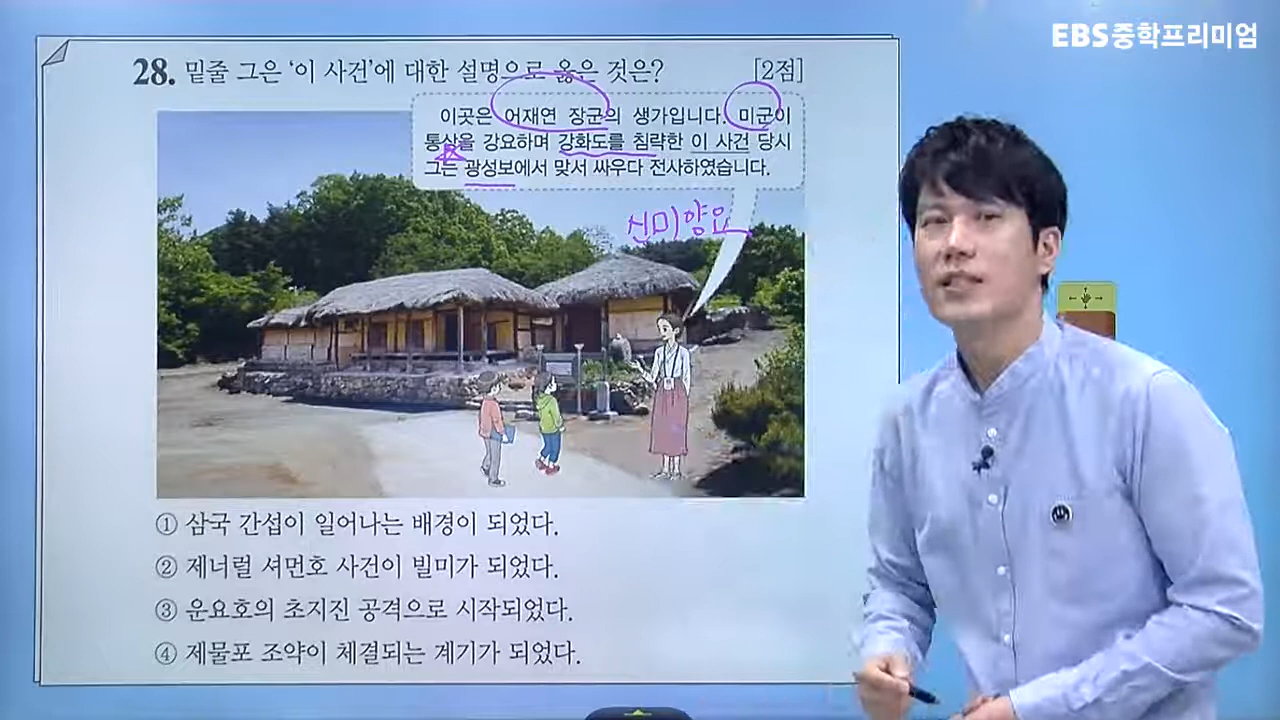 EBS중학프리미엄
28. 밑줄 그은 ‘이 사건’에 대한 설명으로 옳은 것은? [2점]
이곳은 어재연 장군의 생가입니다. 미군이
통상을 강요하며 강화도를 침략한 이 사건 당시
그는 광성보에서 맞서 싸우다 전사하였습니다.
신미양요
① 삼국 간섭이 일어나는 배경이 되었다.
② 제너럴 셔먼호 사건이 빌미가 되었다.
③ 운요호의 초지진 공격으로 시작되었다.
④ 제물포 조약이 체결되는 계기가 되었다.